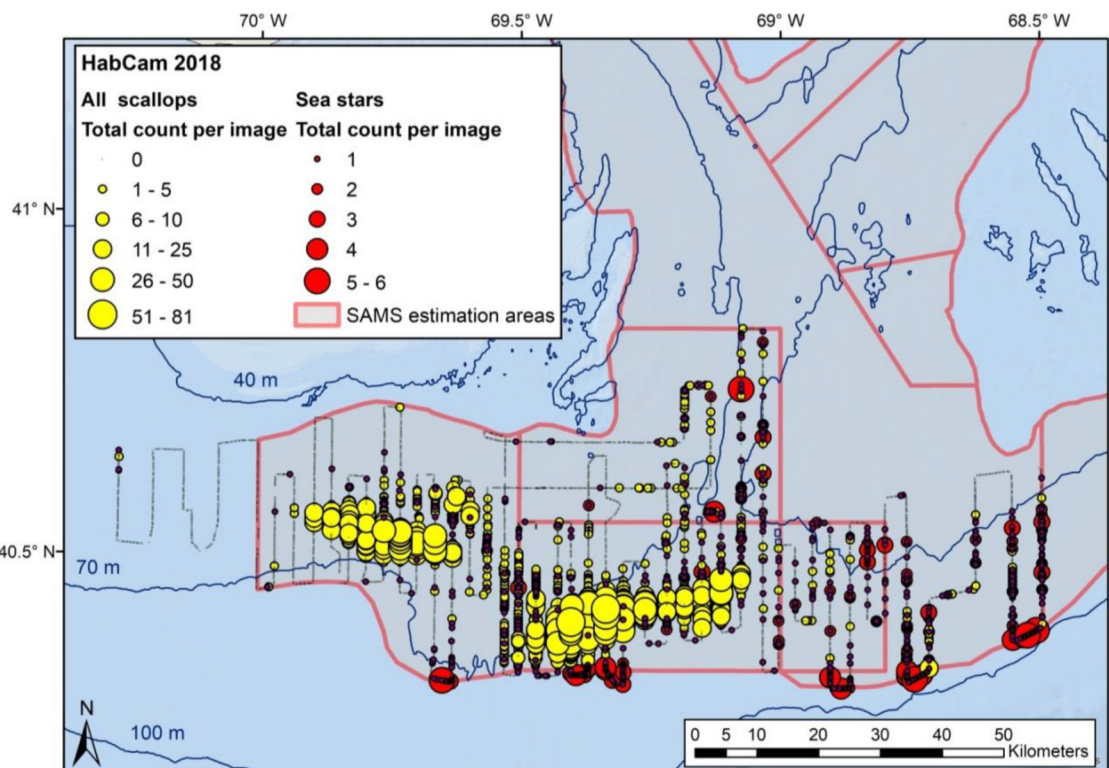 70° W 69.5° W 69° W 68.5° W
HabCam 2018
All scallops Sea stars
Total count per image Total count per image
0 1
1 - 5 2
6 - 10 3
11 - 25 4
26 - 50 5 - 6
51 - 81 SAMS estimation areas
41° N
40 m
40.5° N
70 m
N
100 m
0 5 10 20 30 40 50
Kilometers